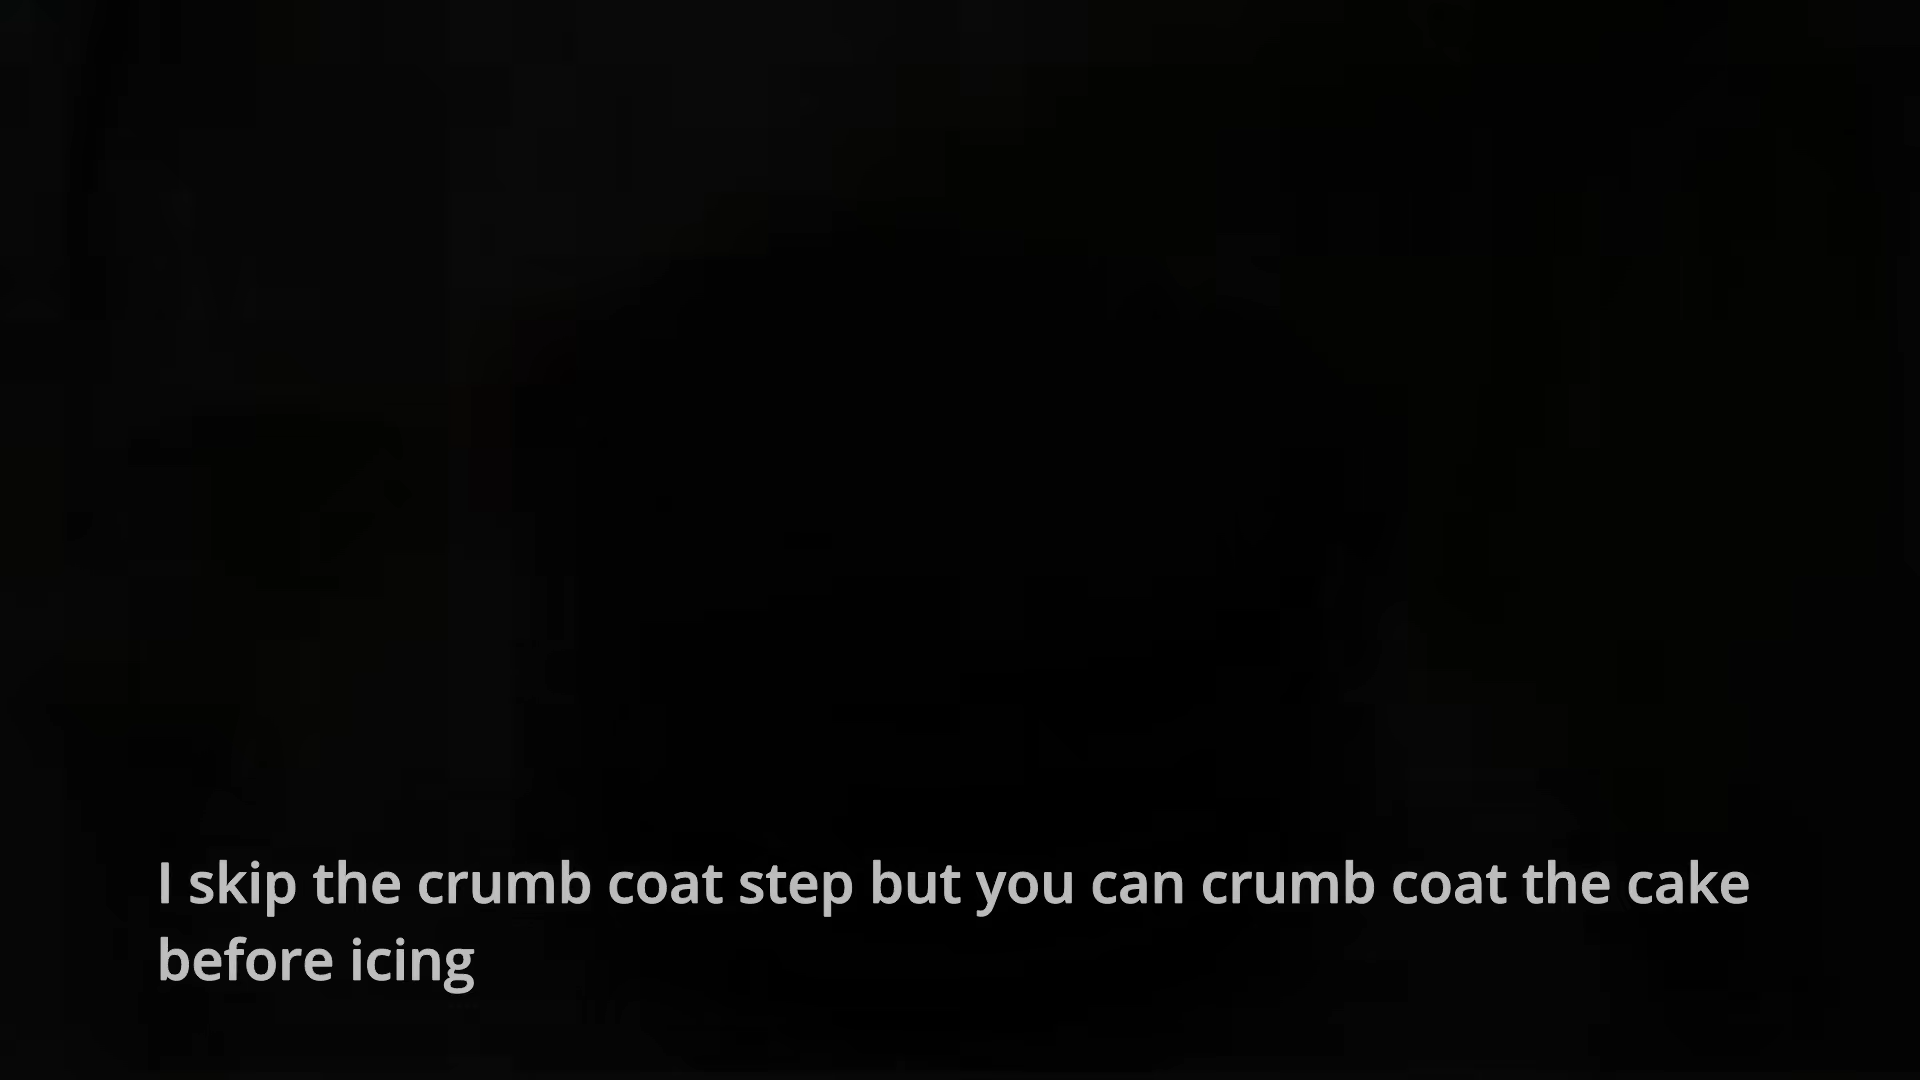 I skip the crumb coat step but you can crumb coat the cake
before icing